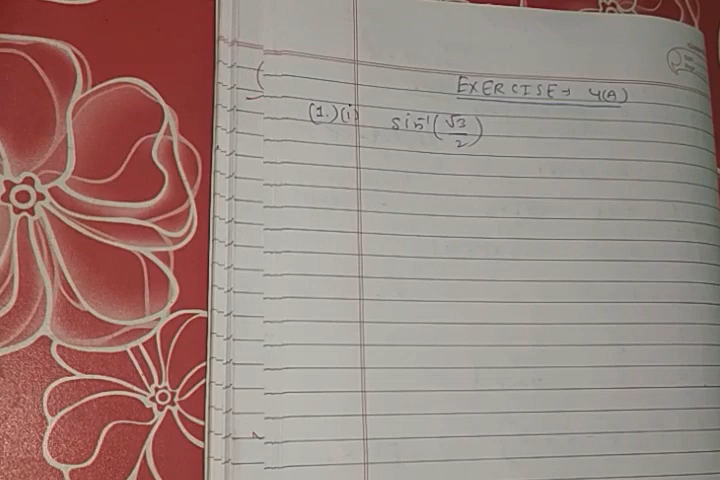 EXERCISE → 4(A)
(1.)(i) sin⁻¹(√3/2)